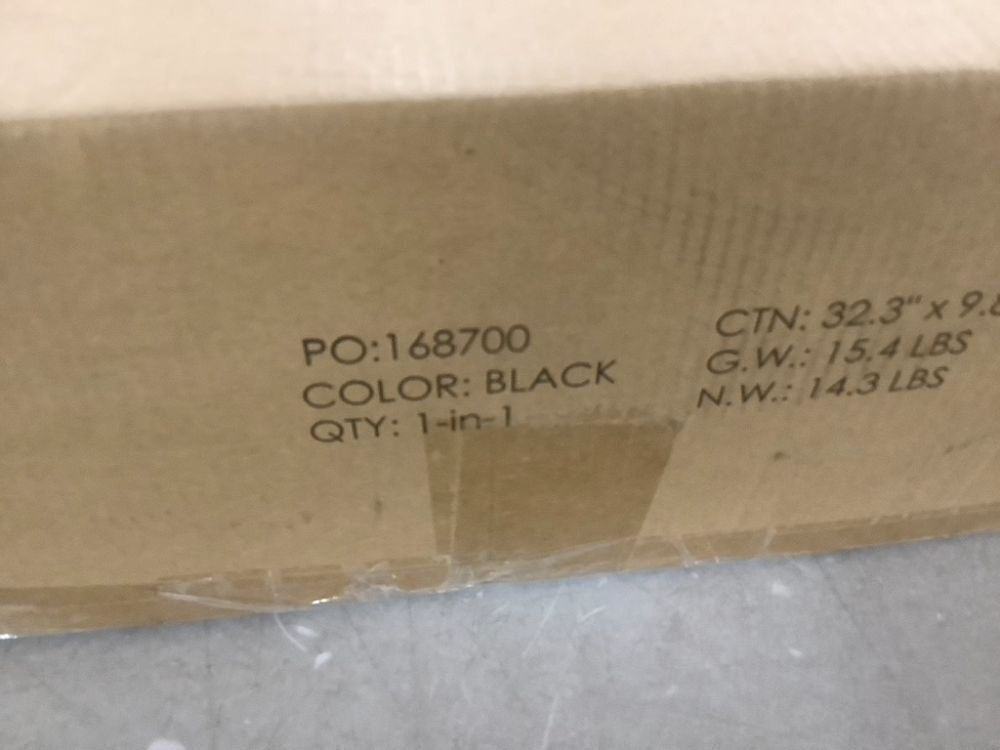 PO:168700
COLOR: BLACK
QTY: 1-in-1
CTN: 32.3" x
G.W.: 15.4 LBS
N.W.: 14.3 LBS